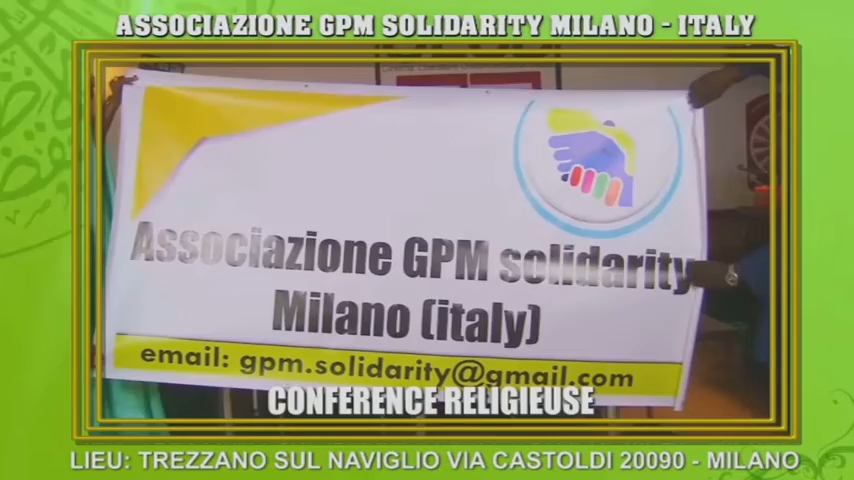 ASSOCIAZIONE GPM SOLIDARITY MILANO - ITALY
Associazione GPM solidarity
Milano (italy)
email: gpm.solidarity@gmail.com
CONFERENCE RELIGIEUSE
LIEU: TREZZANO SUL NAVIGLIO VIA CASTOLDI 20090 - MILANO